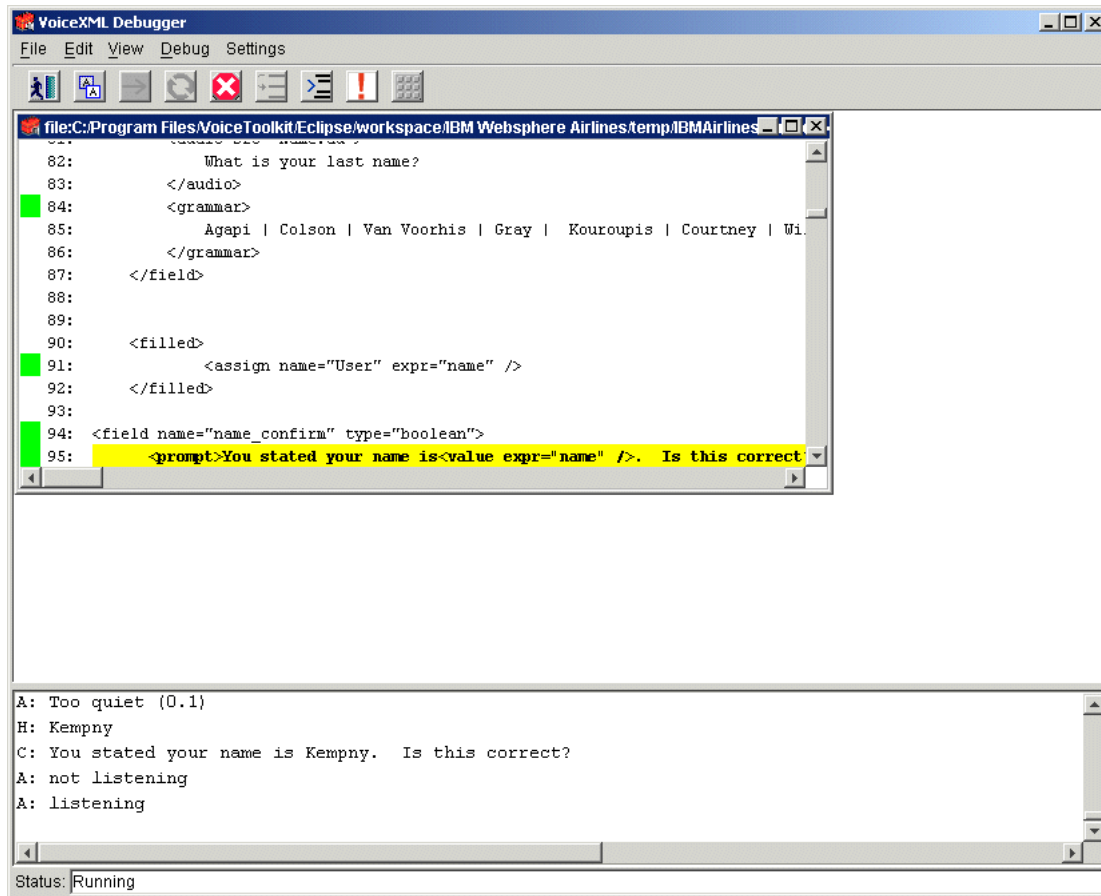 VoiceXML Debugger
File Edit View Debug Settings
file:C:/Program Files/VoiceToolkit/Eclipse/workspace/IBM Websphere Airlines/temp/IBMAirlines
82: What is your last name?
83: </audio>
84: <grammar>
85: Agapi | Colson | Van Voorhis | Gray | Kouroupis | Courtney | Wi
86: </grammar>
87: </field>
88:
89:
90: <filled>
91: <assign name="User" expr="name" />
92: </filled>
93:
94: <field name="name_confirm" type="boolean">
95: <prompt>You stated your name is<value expr="name" />. Is this correct
A: Too quiet (0.1)
H: Kempny
C: You stated your name is Kempny. Is this correct?
A: not listening
A: listening
Status: Running